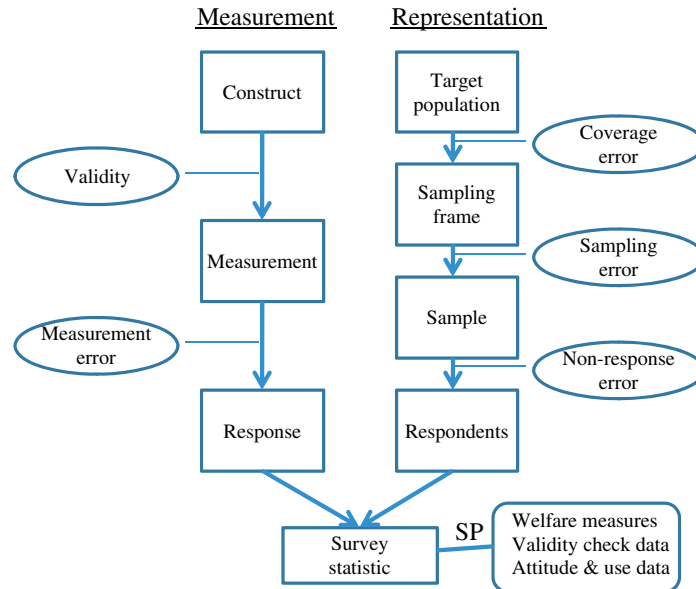 Measurement
Representation
Construct
Target
population
Coverage
error
Validity
Sampling
frame
Measurement
Sampling
error
Sample
Measurement
error
Non-response
error
Response
Respondents
Survey
statistic
SP
Welfare measures
Validity check data
Attitude & use data